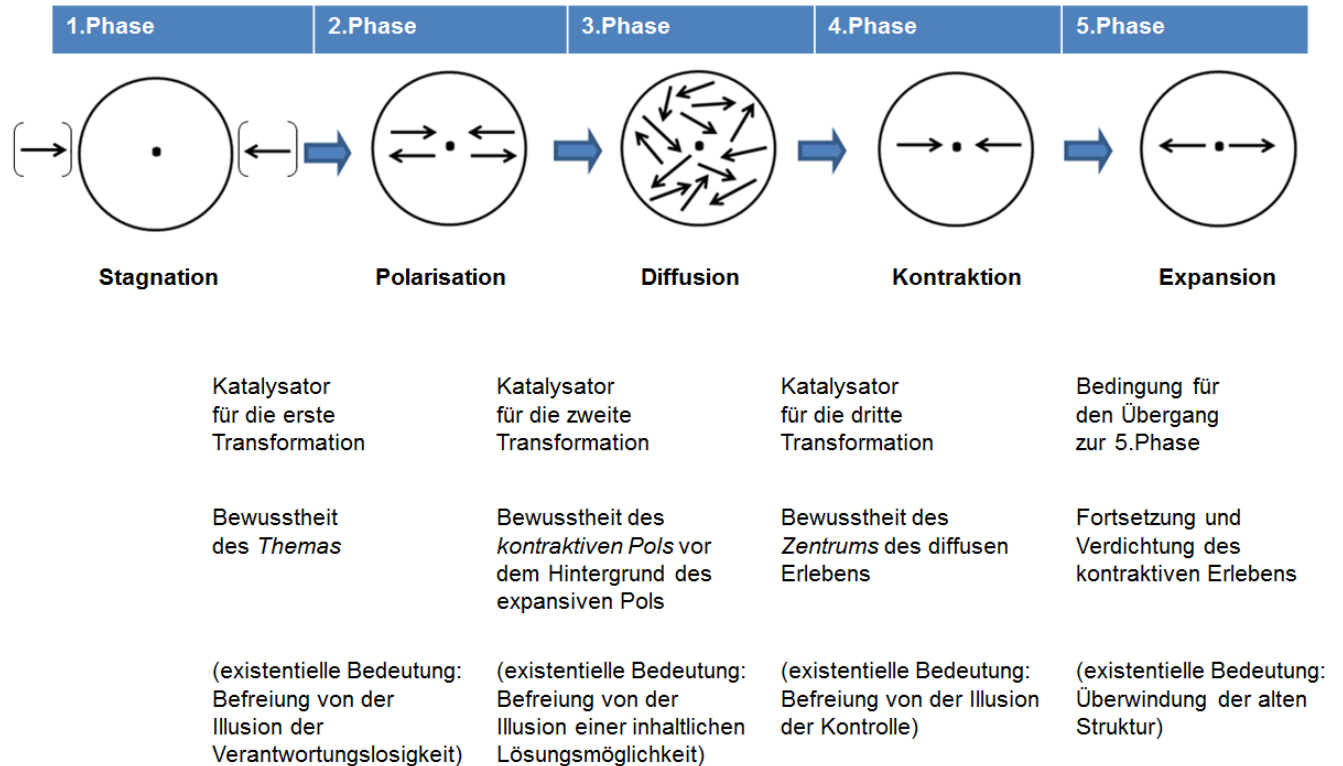 1.Phase
2.Phase
3.Phase
4.Phase
5.Phase
Stagnation
Polarisation
Diffusion
Kontraktion
Expansion
Katalysator
für die erste
Transformation
Katalysator
für die zweite
Transformation
Katalysator
für die dritte
Transformation
Bedingung für
den Übergang
zur 5.Phase
Bewusstheit
des Themas
Bewusstheit des
kontraktiven Pols vor
dem Hintergrund des
expansiven Pols
Bewusstheit des
Zentrums des diffusen
Erlebens
Fortsetzung und
Verdichtung des
kontraktiven Erlebens
(existentielle Bedeutung:
Befreiung von der
Illusion der
Verantwortungslosigkeit)
(existentielle Bedeutung:
Befreiung von der
Illusion einer inhaltlichen
Lösungsmöglichkeit)
(existentielle Bedeutung:
Befreiung von der Illusion
der Kontrolle)
(existentielle Bedeutung:
Überwindung der alten
Struktur)